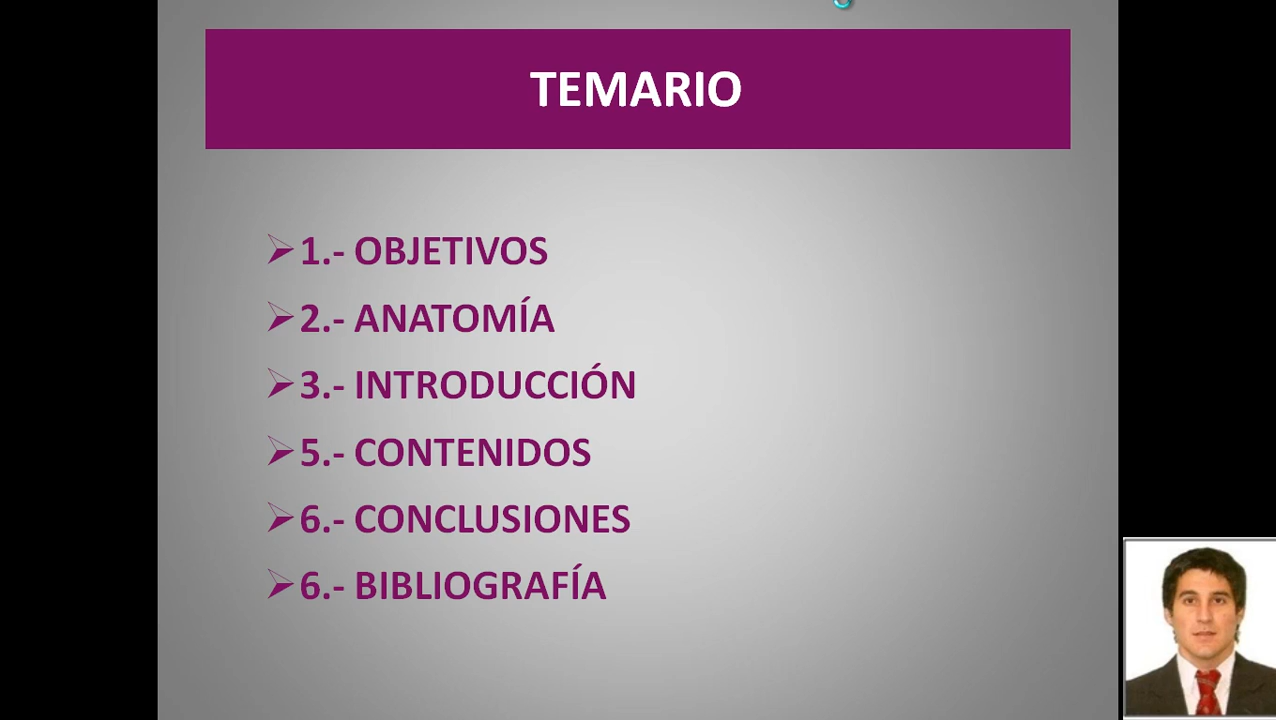 TEMARIO
1.- OBJETIVOS
2.- ANATOMÍA
3.- INTRODUCCIÓN
5.- CONTENIDOS
6.- CONCLUSIONES
6.- BIBLIOGRAFÍA